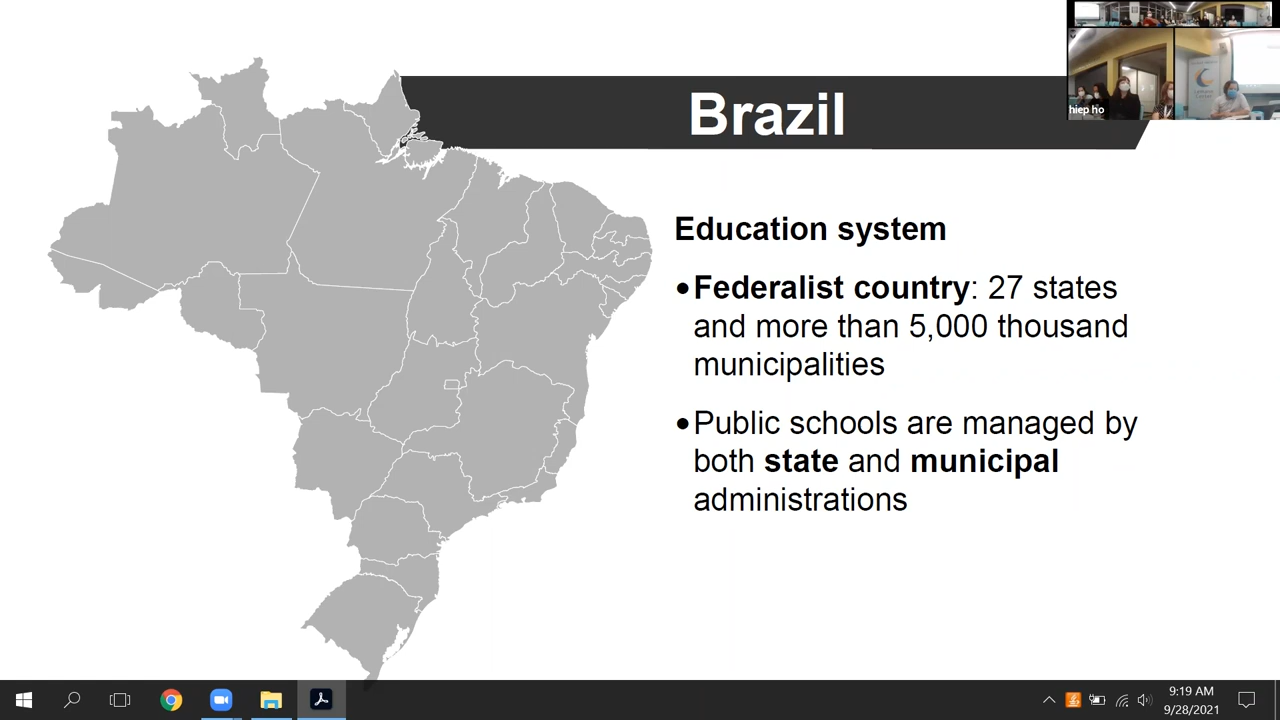 Brazil
hiep ho
Education system
•Federalist country: 27 states
and more than 5,000 thousand
municipalities
•Public schools are managed by
both state and municipal
administrations
9:19 AM
9/28/2021